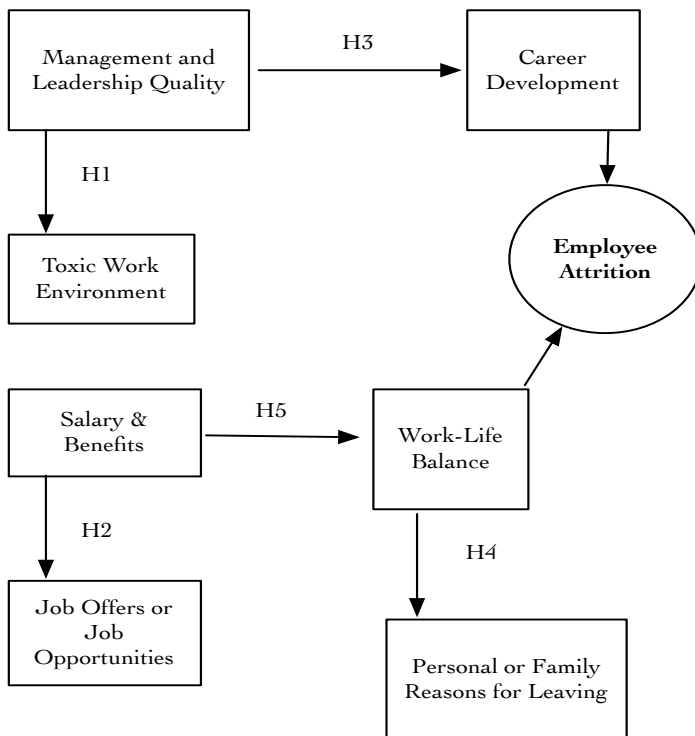 Management and
Leadership Quality
H3
Career
Development
H1
Toxic Work
Environment
Employee
Attrition
Salary &
Benefits
H5
Work-Life
Balance
H2
H4
Job Offers or
Job
Opportunities
Personal or Family
Reasons for Leaving